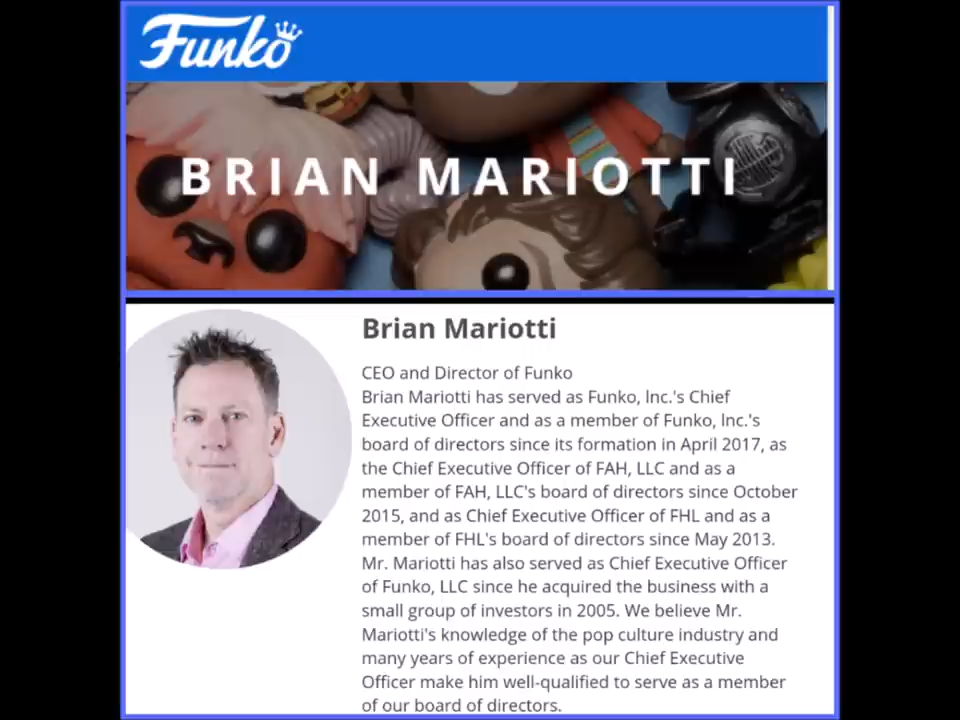 Funko
BRIAN MARIOTTI
Brian Mariotti
CEO and Director of Funko
Brian Mariotti has served as Funko, Inc.'s Chief
Executive Officer and as a member of Funko, Inc.'s
board of directors since its formation in April 2017, as
the Chief Executive Officer of FAH, LLC and as a
member of FAH, LLC's board of directors since October
2015, and as Chief Executive Officer of FHL and as a
member of FHL's board of directors since May 2013.
Mr. Mariotti has also served as Chief Executive Officer
of Funko, LLC since he acquired the business with a
small group of investors in 2005. We believe Mr.
Mariotti's knowledge of the pop culture industry and
many years of experience as our Chief Executive
Officer make him well-qualified to serve as a member
of our board of directors.